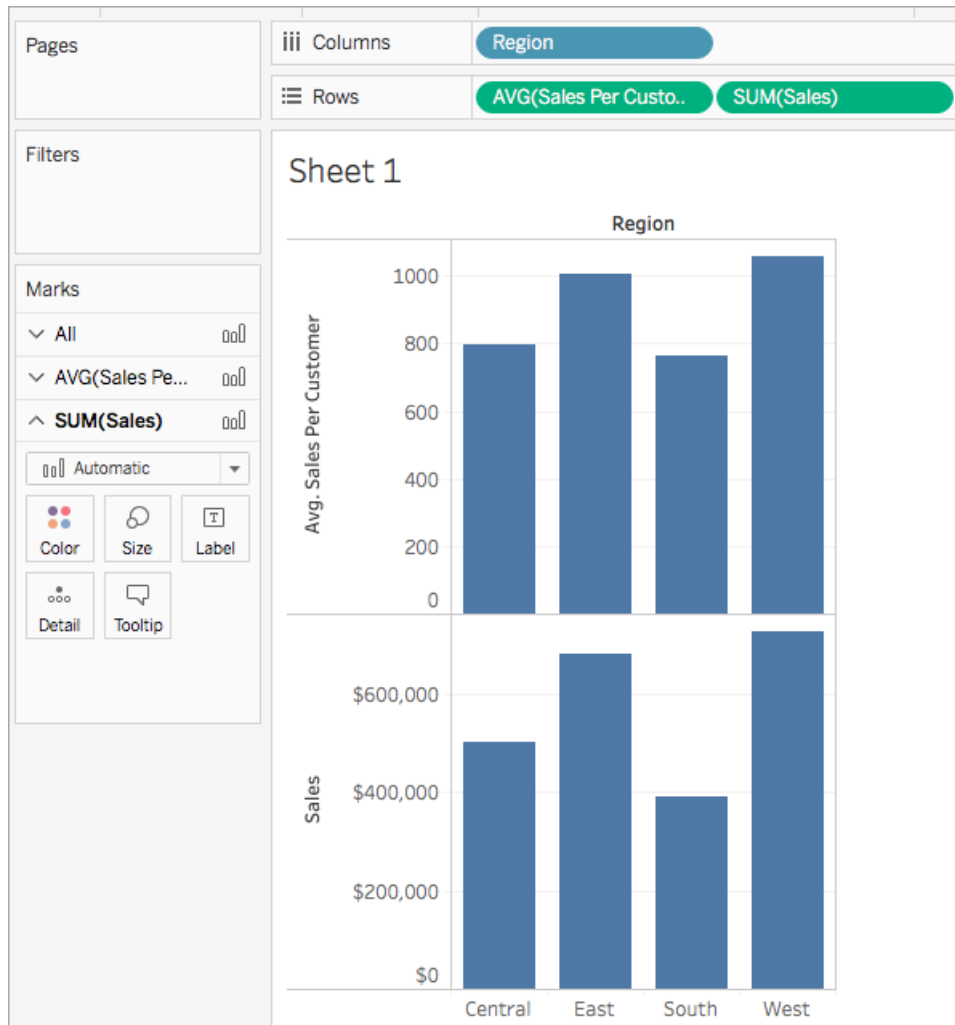 Pages
iii Columns
Region
Rows
AVG(Sales Per Custo..
SUM(Sales)
Filters
Marks
All
AVG(Sales Pe...
SUM(Sales)
Automatic
Color
Size
T
Label
Detail
Tooltip
Sheet 1
Region
Avg. Sales Per Customer
1000
800
600
400
200
0
Sales
$600,000
$400,000
$200,000
$0
Central East South West